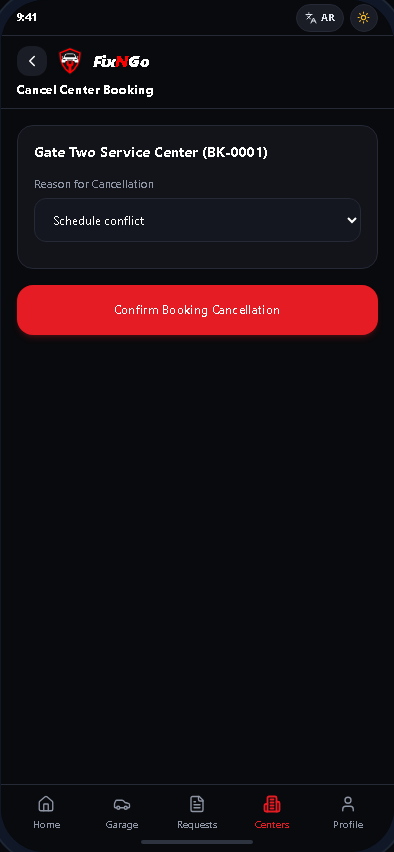 9:41
AR
FixNGo
Cancel Center Booking
Gate Two Service Center (BK-0001)
Reason for Cancellation
Schedule conflict
Confirm Booking Cancellation
Home
Garage
Requests
Centers
Profile